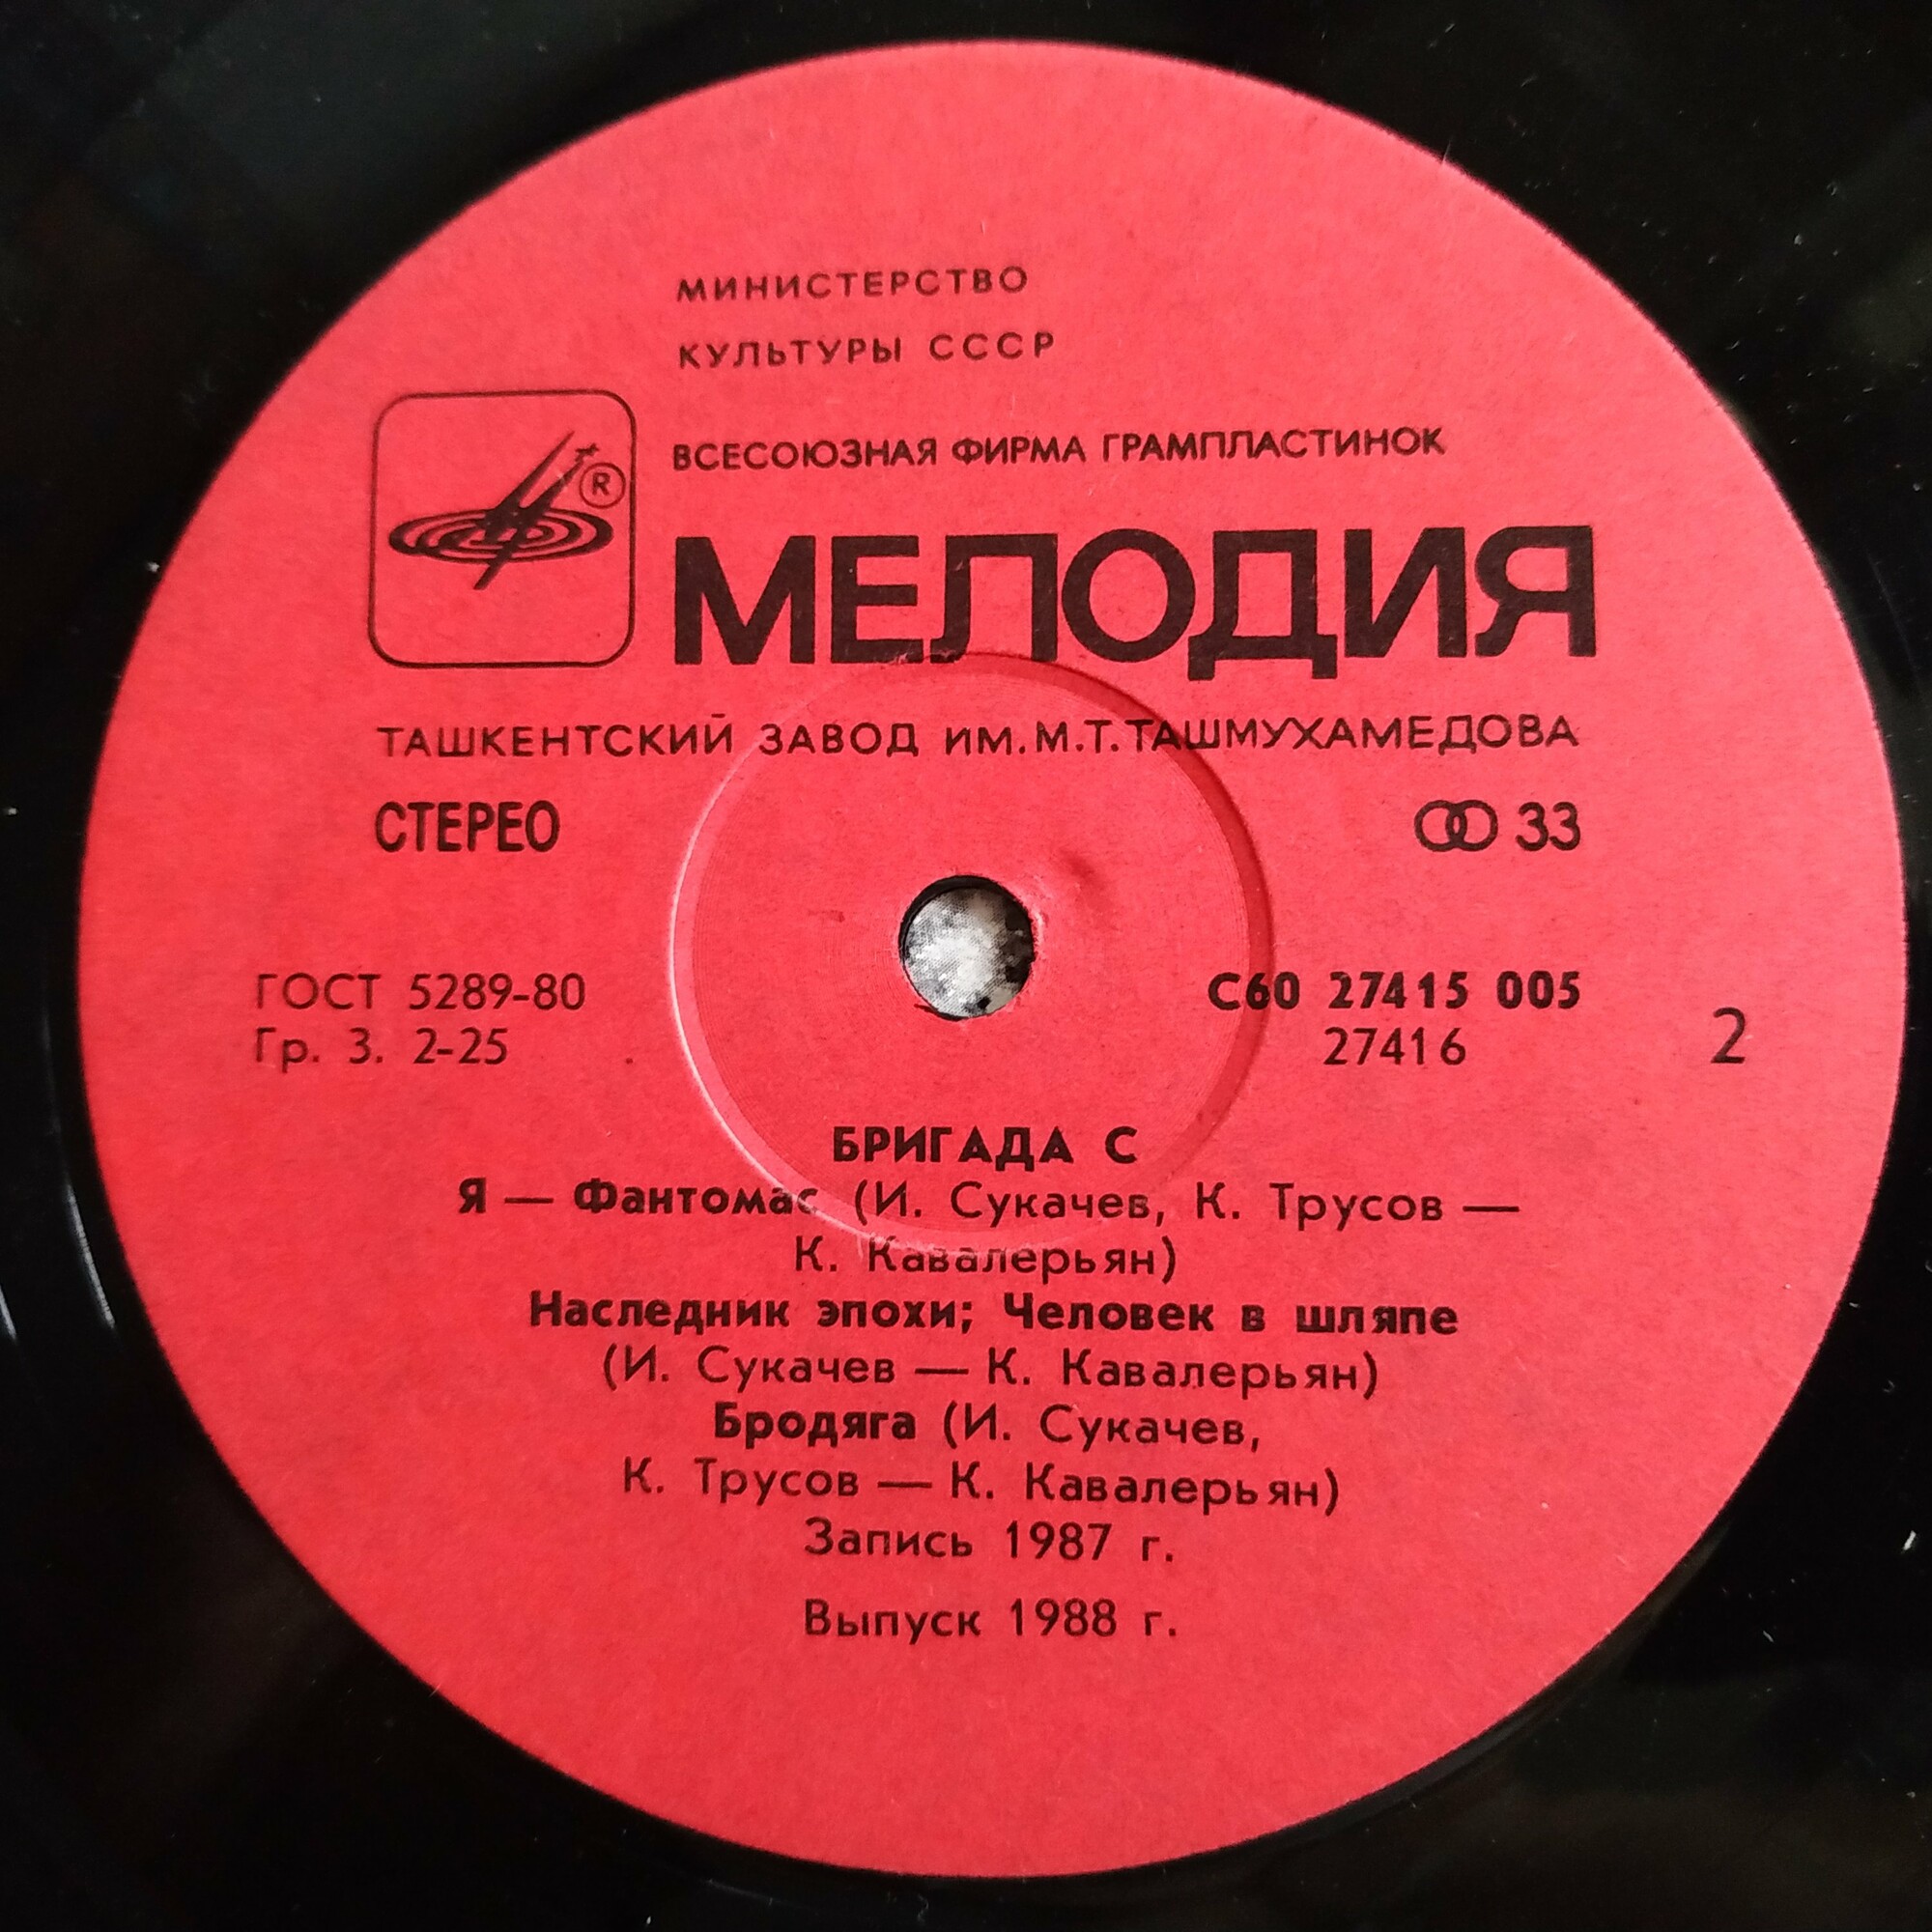 МИНИСТЕРСТВО
КУЛЬТУРЫ СССР
ВСЕСОЮЗНАЯ ФИРМА ГРАМПЛАСТИНОК
®
МЕЛОДИЯ
ТАШКЕНТСКИЙ ЗАВОД ИМ.М.Т.ТАШМУХАМЕДОВА
СТЕРЕО 33
ГОСТ 5289-80 С60 27415 005
Гр. 3. 2-25 27416 2
БРИГАДА С
Я — Фантомас (И. Сукачев, К. Трусов —
К. Кавалерьян)
Наследник эпохи; Человек в шляпе
(И. Сукачев — К. Кавалерьян)
Бродяга (И. Сукачев,
К. Трусов — К. Кавалерьян)
Запись 1987 г.
Выпуск 1988 г.